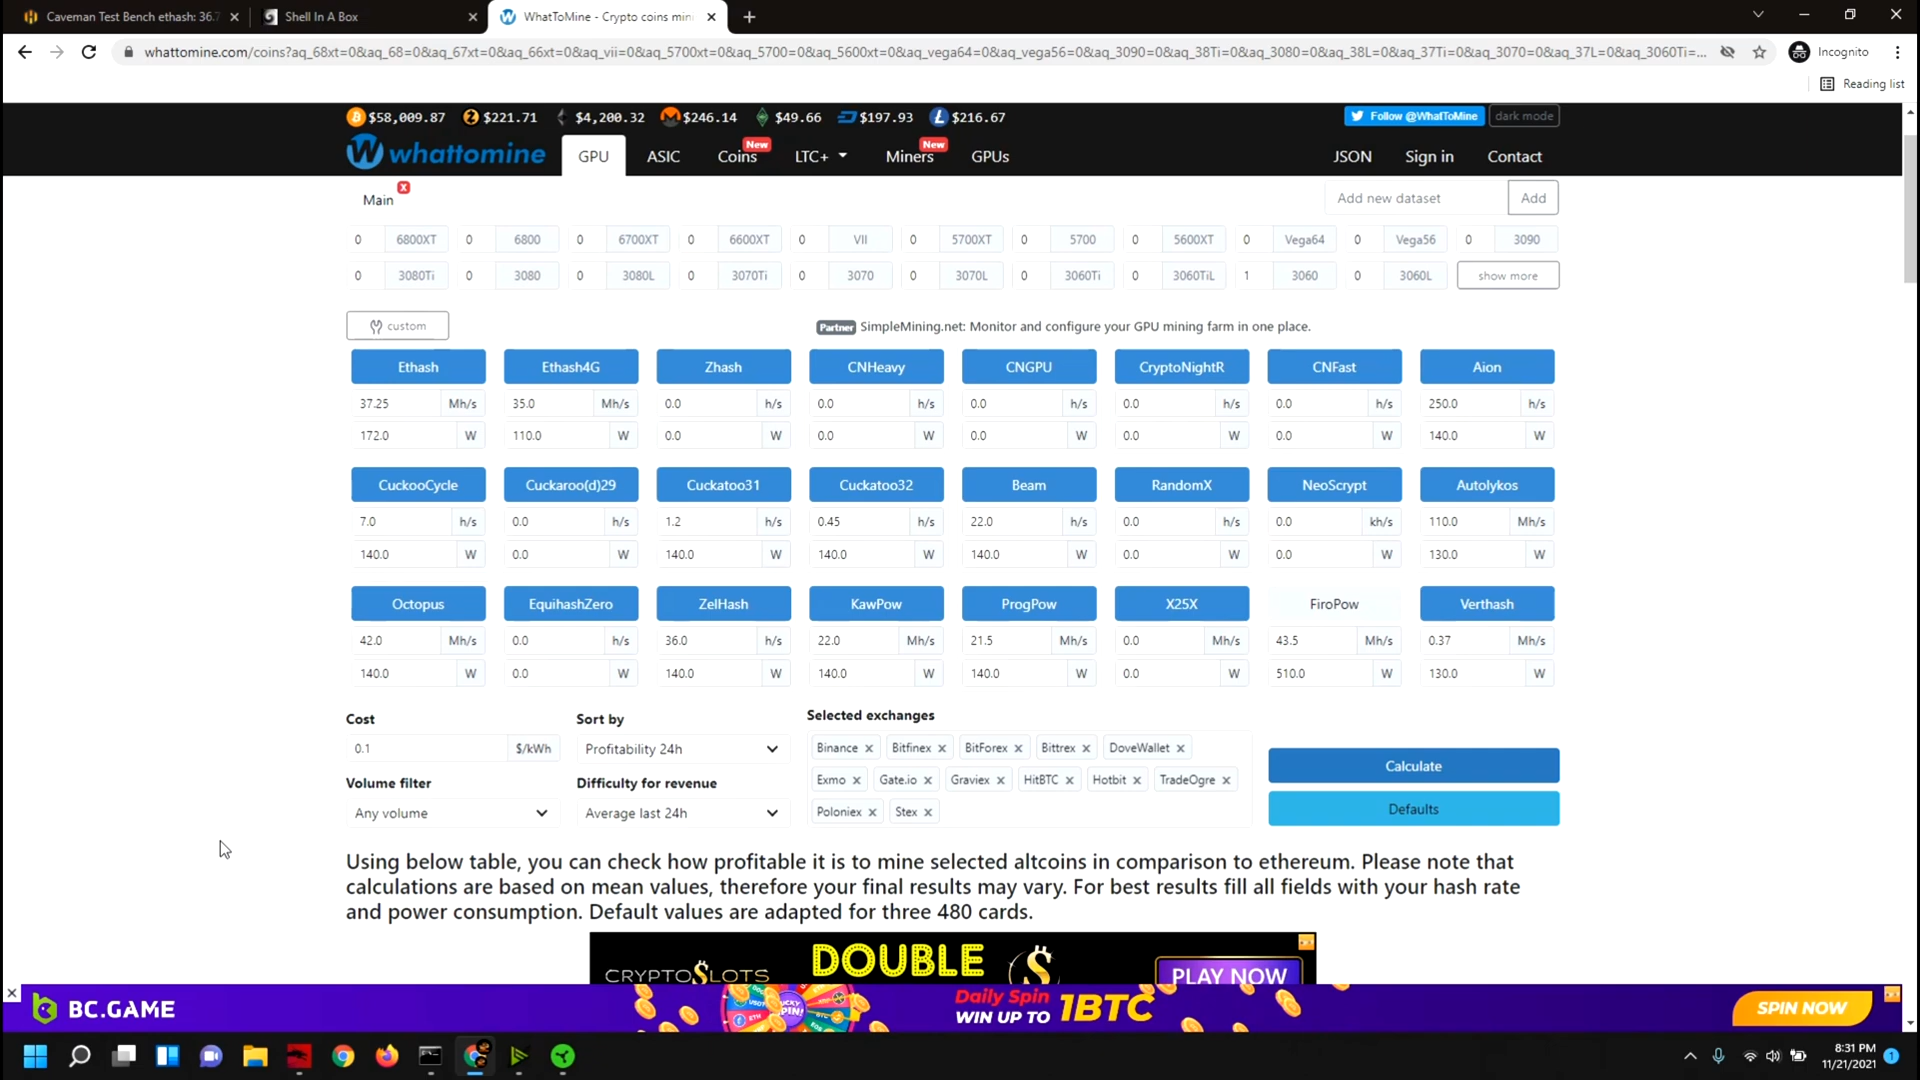 Caveman Test Bench ethash: 36.7
Shell In A Box
WhatToMine - Crypto coins min
whattomine.com/coins?aq_68xt=0&aq_68=0&aq_67xt=0&aq_66xt=0&aq_vii=0&aq_5700xt=0&aq_5700=0&aq_5600xt=0&aq_vega64=0&aq_vega56=0&aq_3090=0&aq_38Ti=0&aq_3080=0&aq_38L=0&aq_37Ti=0&aq_3070=0&aq_37L=0&aq_3060Ti=...
Incognito
Reading list
$58,009.87 $221.71 $4,200.32 $246.14 $49.66 $197.93 $216.67
Follow @WhatToMine dark mode
whattomine GPU ASIC Coins New LTC+ Miners New GPUs JSON Sign in Contact
Main x Add new dataset Add
0 6800XT 0 6800 0 6700XT 0 6600XT 0 VII 0 5700XT 0 5700 0 5600XT 0 Vega64 0 Vega56 0 3090
0 3080Ti 0 3080 0 3080L 0 3070Ti 0 3070 0 3070L 0 3060Ti 0 3060TiL 1 3060 0 3060L show more
custom Partner SimpleMining.net: Monitor and configure your GPU mining farm in one place.
Ethash Ethash4G Zhash CNHeavy CNGPU CryptoNightR CNFast Aion
37.25 Mh/s 35.0 Mh/s 0.0 h/s 0.0 h/s 0.0 h/s 0.0 h/s 0.0 h/s 250.0 h/s
172.0 W 110.0 W 0.0 W 0.0 W 0.0 W 0.0 W 0.0 W 140.0 W
CuckooCycle Cuckaroo(d)29 Cuckatoo31 Cuckatoo32 Beam RandomX NeoScrypt Autolykos
7.0 h/s 0.0 h/s 1.2 h/s 0.45 h/s 22.0 h/s 0.0 h/s 0.0 kh/s 110.0 Mh/s
140.0 W 0.0 W 140.0 W 140.0 W 140.0 W 0.0 W 0.0 W 130.0 W
Octopus EquihashZero ZelHash KawPow ProgPow X25X FiroPow Verthash
42.0 Mh/s 0.0 h/s 36.0 h/s 22.0 Mh/s 21.5 Mh/s 0.0 Mh/s 43.5 Mh/s 0.37 Mh/s
140.0 W 0.0 W 140.0 W 140.0 W 140.0 W 0.0 W 510.0 W 130.0 W
Cost Sort by Selected exchanges
0.1 $/kWh Profitability 24h Binance × Bitfinex × BitForex × Bittrex × DoveWallet ×
Calculate
Volume filter Difficulty for revenue Exmo × Gate.io × Graviex × HitBTC × Hotbit × TradeOgre ×
Any volume Average last 24h Poloniex × Stex × Defaults
Using below table, you can check how profitable it is to mine selected altcoins in comparison to ethereum. Please note that
calculations are based on mean values, therefore your final results may vary. For best results fill all fields with your hash rate
and power consumption. Default values are adapted for three 480 cards.
CRYPTOSLOTS DOUBLE PLAY NOW
BC.GAME Daily Spin
WIN UP TO 1BTC SPIN NOW
8:31 PM
11/21/2021 1